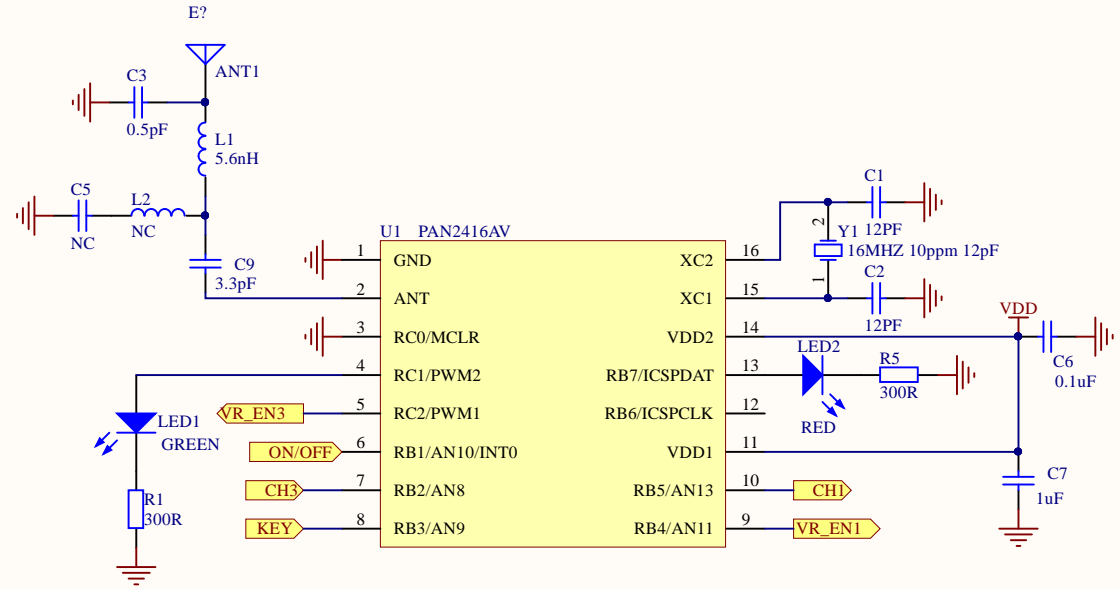 E?
ANT1
C3
0.5pF
L1
5.6nH
C5
NC
L2
NC
C9
3.3pF
U1 PAN2416AV
1 GND
2 ANT
3 RC0/MCLR
4 RC1/PWM2
5 RC2/PWM1
6 RB1/AN10/INT0
7 RB2/AN8
8 RB3/AN9
XC2 16
XC1 15
VDD2 14
RB7/ICSPDAT 13
RB6/ICSPCLK 12
VDD1 11
RB5/AN13 10
RB4/AN11 9
VR_EN3
ON/OFF
CH3
KEY
LED1
GREEN
R1
300R
C1
12PF
2
Y1
16MHZ 10ppm 12pF
1
C2
12PF
VDD
C6
0.1uF
LED2
RED
R5
300R
C7
1uF
CH1
VR_EN1